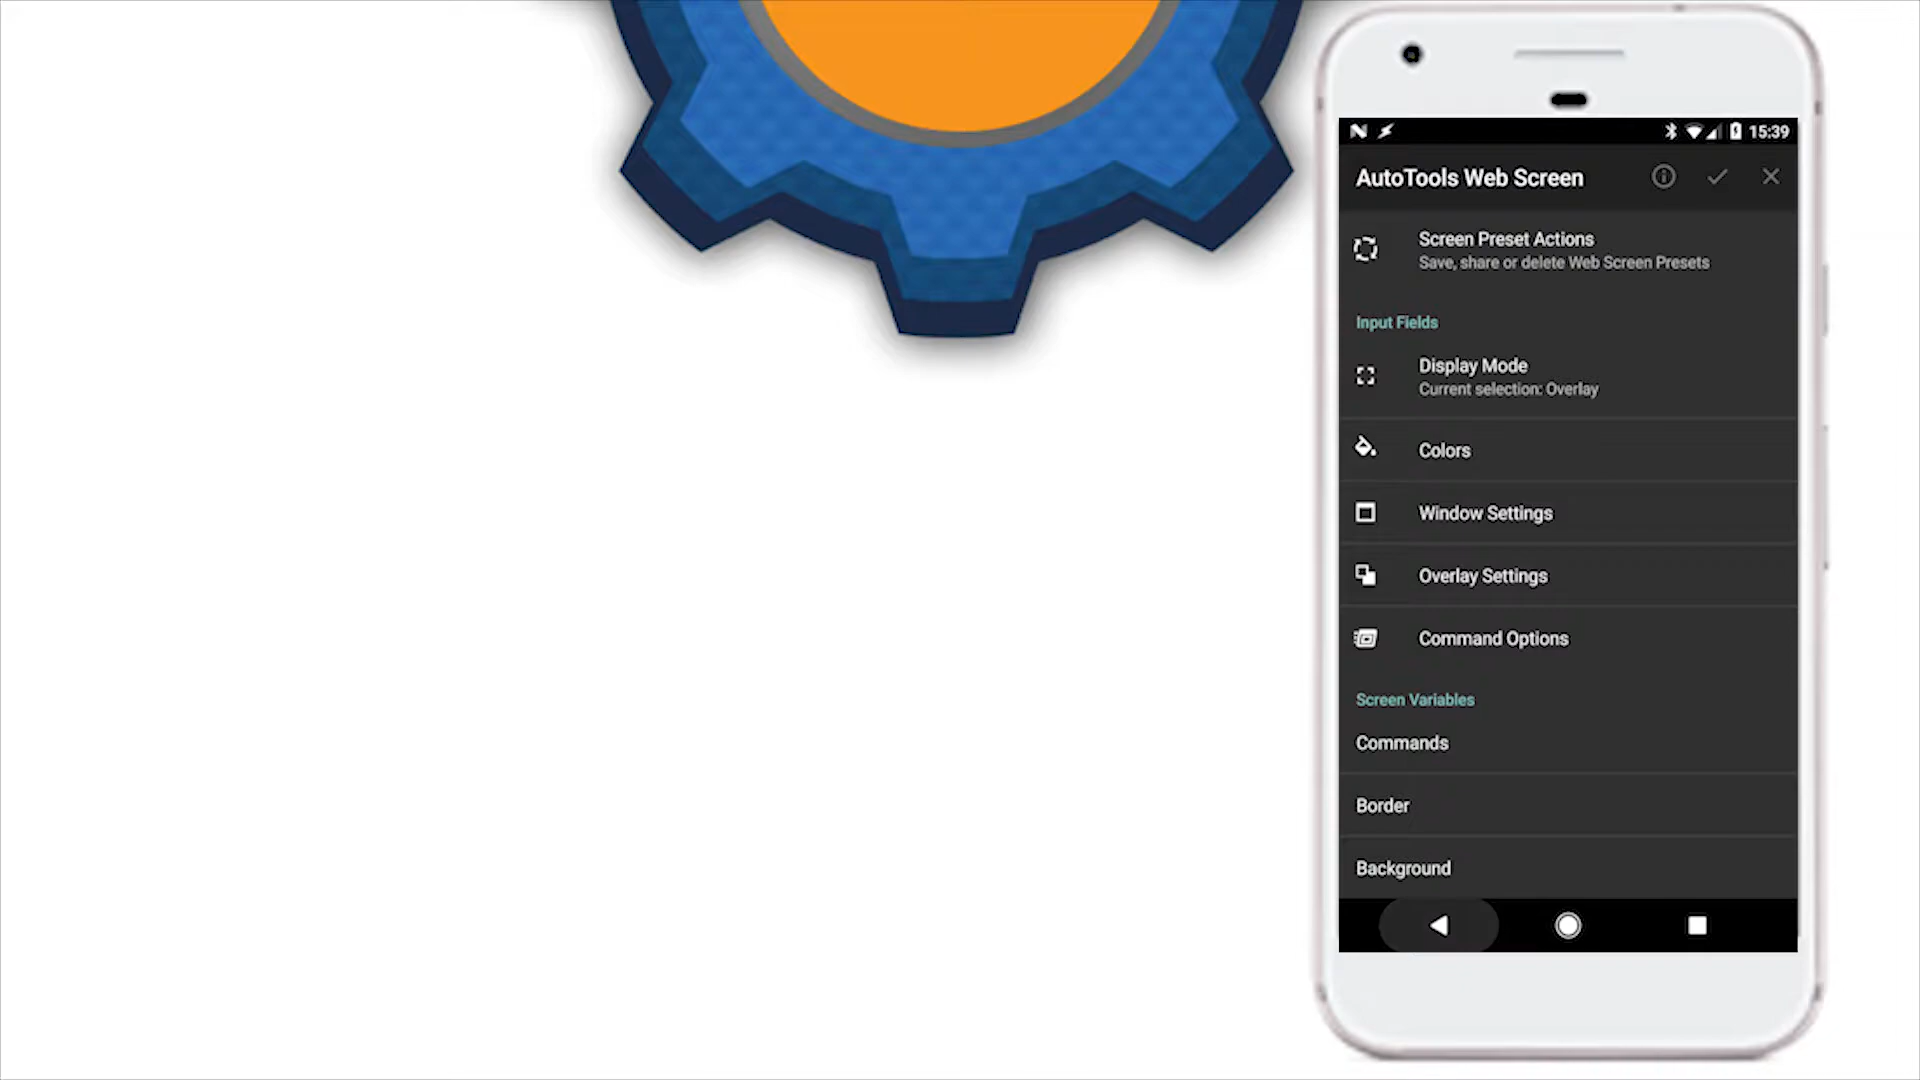 15:39
AutoTools Web Screen
Screen Preset Actions
Save, share or delete Web Screen Presets
Input Fields
Display Mode
Current selection: Overlay
Colors
Window Settings
Overlay Settings
Command Options
Screen Variables
Commands
Border
Background